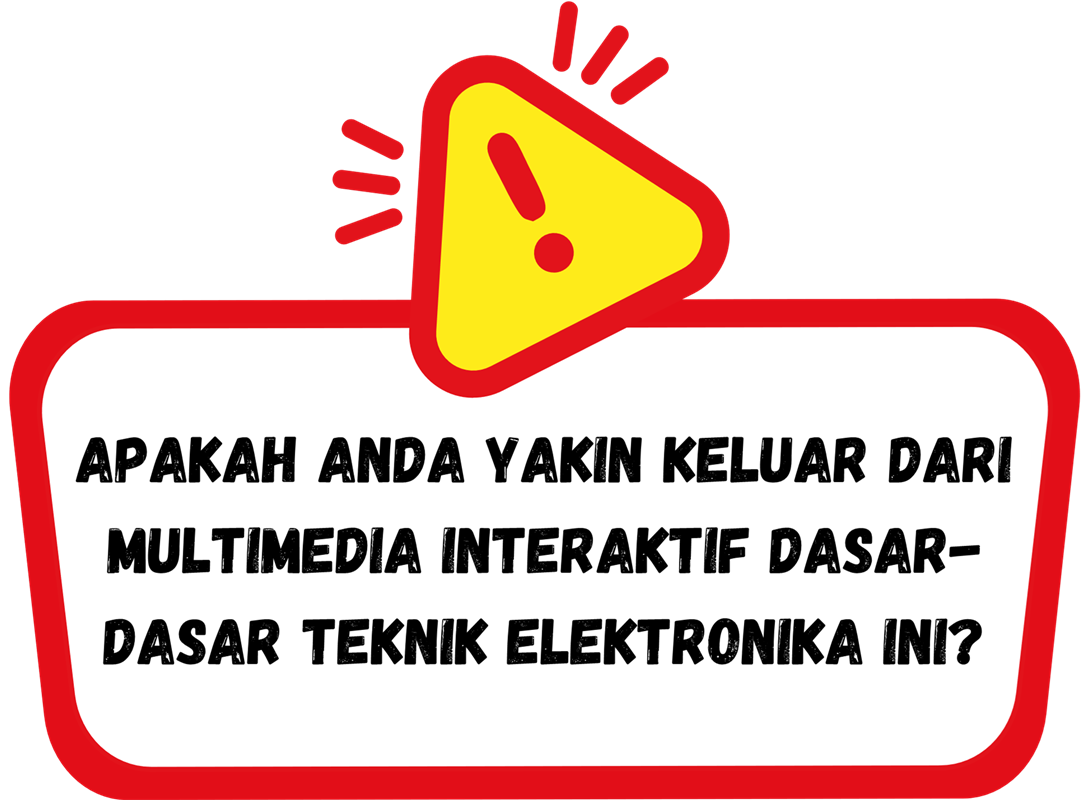 APAKAH ANDA YAKIN KELUAR DARI
MULTIMEDIA INTERAKTIF DASAR-
DASAR TEKNIK ELEKTRONIKA INI?